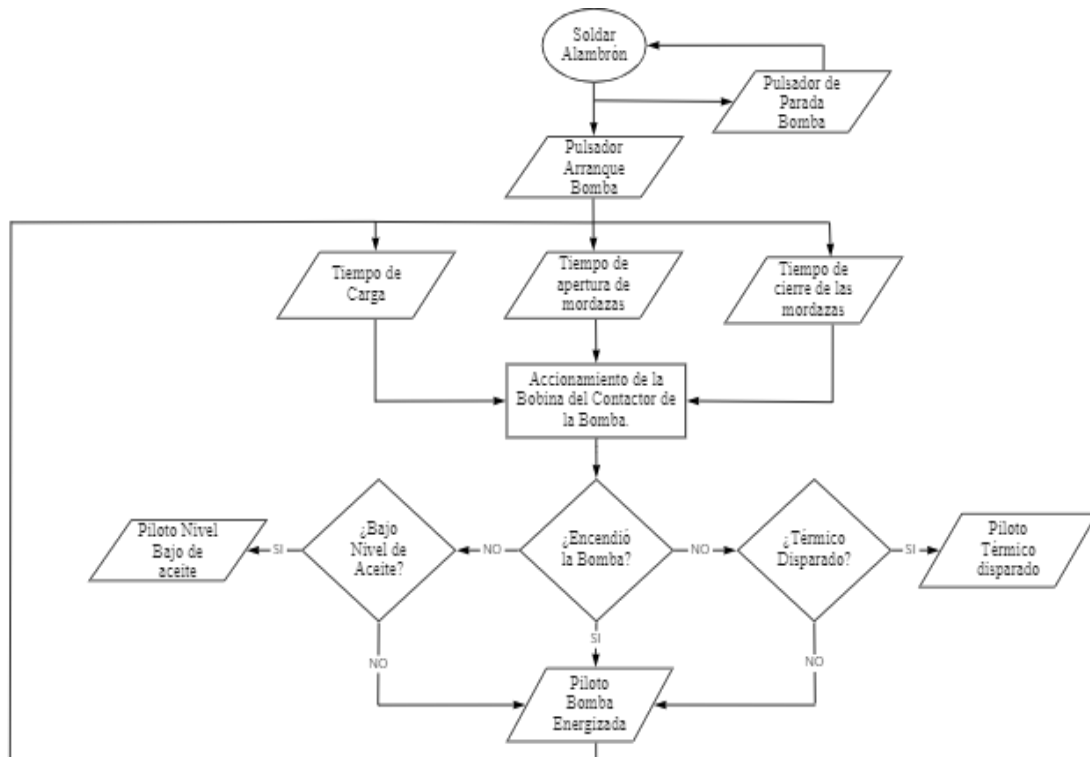 Soldar
Alambrón
Pulsador de
Parada
Bomba
Pulsador
Arranque
Bomba
Tiempo de
Carga
Tiempo de
apertura de
mordazas
Tiempo de
cierre de las
mordazas
Accionamiento de la
Bobina del Contactor de
la Bomba.
Piloto Nivel
Bajo de
aceite
SI
¿Bajo
Nivel de
Aceite?
NO
¿Encendió
la Bomba?
NO
¿Térmico
Disparado?
SI
Piloto
Térmico
disparado
NO
SI
NO
Piloto
Bomba
Energizada